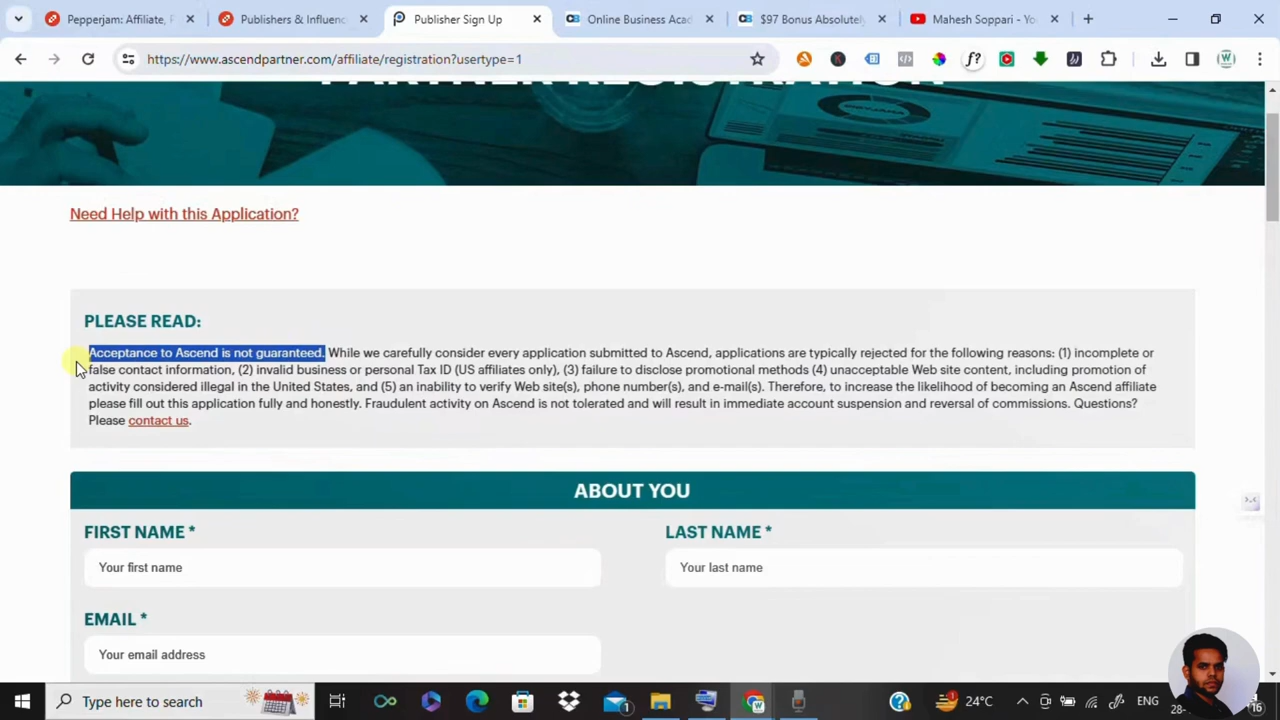 Pepperjam: Affiliate,
Publishers & Influenc
Publisher Sign Up
Online Business Acad
$97 Bonus Absolutely
Mahesh Soppari - Yo
https://www.ascendpartner.com/affiliate/registration?usertype=1
PARTNER REGISTRATION
Need Help with this Application?
PLEASE READ:
Acceptance to Ascend is not guaranteed. While we carefully consider every application submitted to Ascend, applications are typically rejected for the following reasons: (1) incomplete or
false contact information, (2) invalid business or personal Tax ID (US affiliates only), (3) failure to disclose promotional methods (4) unacceptable Web site content, including promotion of
activity considered illegal in the United States, and (5) an inability to verify Web site(s), phone number(s), and e-mail(s). Therefore, to increase the likelihood of becoming an Ascend affiliate
please fill out this application fully and honestly. Fraudulent activity on Ascend is not tolerated and will result in immediate account suspension and reversal of commissions. Questions?
Please contact us.
ABOUT YOU
FIRST NAME *
LAST NAME *
Your first name
Your last name
EMAIL *
Your email address
Type here to search
24°C
ENG
28-
16